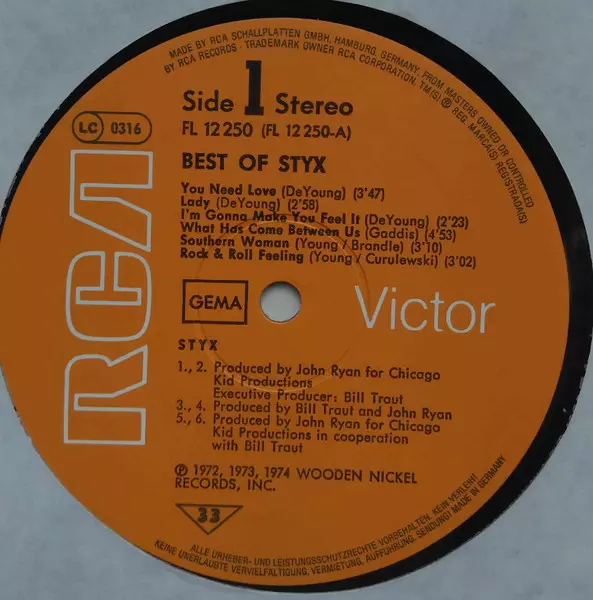 MADE BY RCA SCHALLPLATTEN GMBH, HAMBURG, GERMANY, FROM MASTERS OWNED OR CONTROLLED
BY RCA RECORDS · TRADEMARK OWNER RCA CORPORATION. TM(S) ® REG. MARCA(S) REGISTRADA(S)
Side 1 Stereo
FL 12250 (FL 12250-A)
LC 0316
BEST OF STYX
You Need Love (DeYoung) (3'47)
Lady (DeYoung) (2'58)
I'm Gonna Make You Feel It (DeYoung) (2'23)
What Has Come Between Us (Gaddis) (4'53)
Southern Woman (Young / Brandle) (3'10)
Rock & Roll Feeling (Young / Curulewski) (3'02)
RCA
GEMA
Victor
STYX
1., 2. Produced by John Ryan for Chicago
Kid Productions
Executive Producer: Bill Traut
3., 4. Produced by Bill Traut and John Ryan
5., 6. Produced by John Ryan for Chicago
Kid Productions in cooperation
with Bill Traut
℗ 1972, 1973, 1974 WOODEN NICKEL
RECORDS, INC.
33
ALLE URHEBER- UND LEISTUNGSSCHUTZRECHTE VORBEHALTEN. KEIN VERLEIH!
KEINE UNERLAUBTE VERVIELFÄLTIGUNG, VERMIETUNG, AUFFÜHRUNG, SENDUNG! MADE IN GERMANY